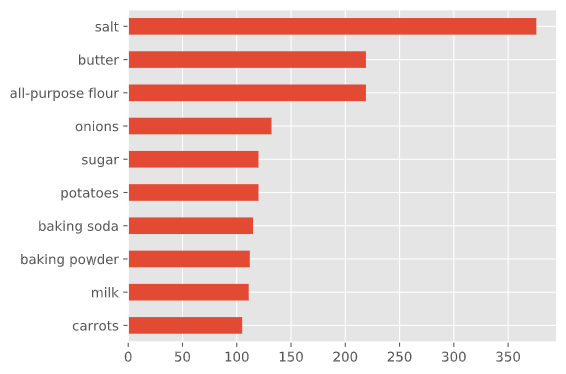 salt
butter
all-purpose flour
onions
sugar
potatoes
baking soda
baking powder
milk
carrots
0 50 100 150 200 250 300 350